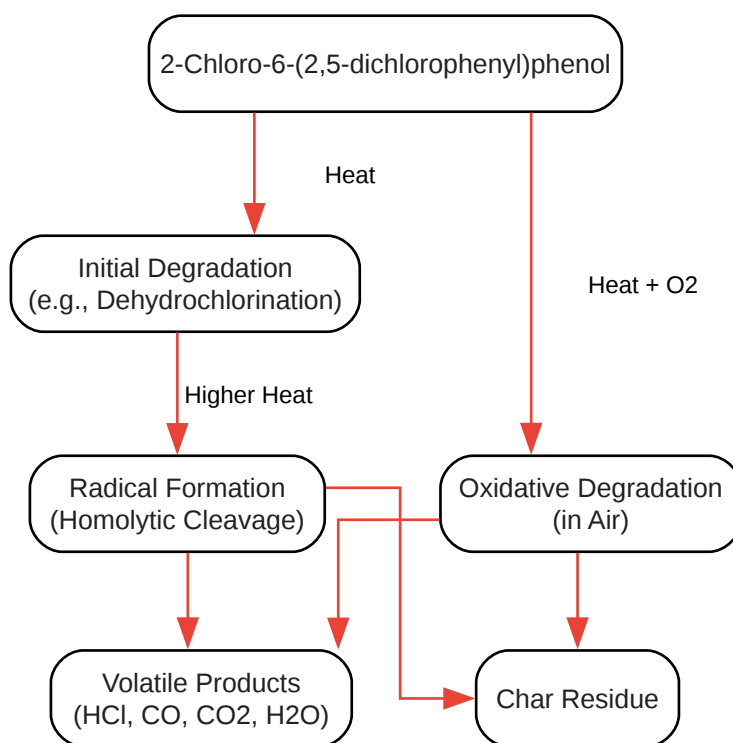 2-Chloro-6-(2,5-dichlorophenyl)phenol
Heat
Initial Degradation
(e.g., Dehydrochlorination)
Heat + O2
Higher Heat
Radical Formation
(Homolytic Cleavage)
Oxidative Degradation
(in Air)
Volatile Products
(HCl, CO, CO2, H2O)
Char Residue